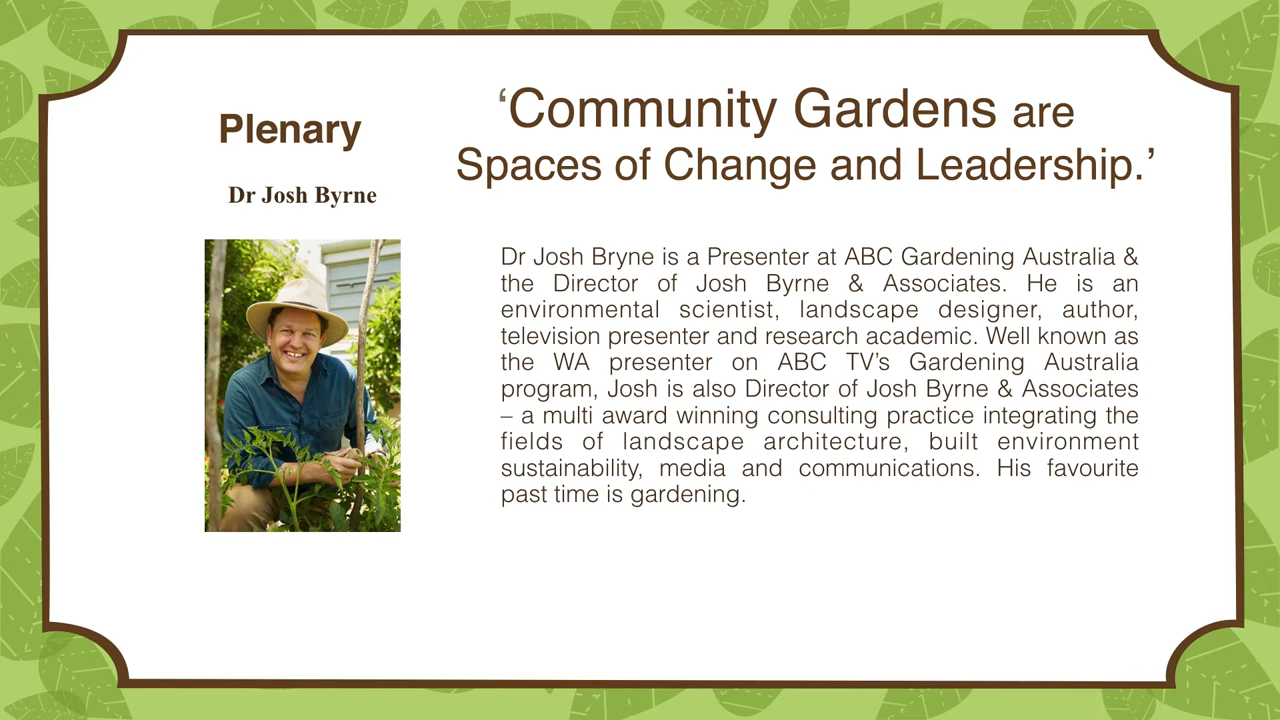 Plenary
Dr Josh Byrne
‘Community Gardens are
Spaces of Change and Leadership.’
Dr Josh Bryne is a Presenter at ABC Gardening Australia &
the Director of Josh Byrne & Associates. He is an
environmental scientist, landscape designer, author,
television presenter and research academic. Well known as
the WA presenter on ABC TV’s Gardening Australia
program, Josh is also Director of Josh Byrne & Associates
– a multi award winning consulting practice integrating the
fields of landscape architecture, built environment
sustainability, media and communications. His favourite
past time is gardening.